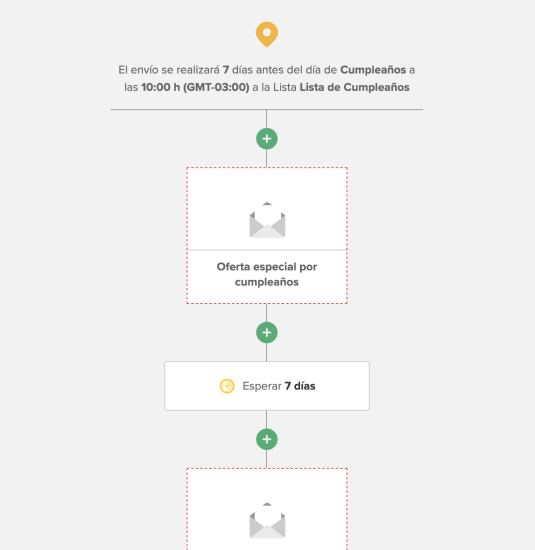 El envío se realizará 7 días antes del día de Cumpleaños a
las 10:00 h (GMT-03:00) a la Lista Lista de Cumpleaños
Oferta especial por
cumpleaños
Esperar 7 días